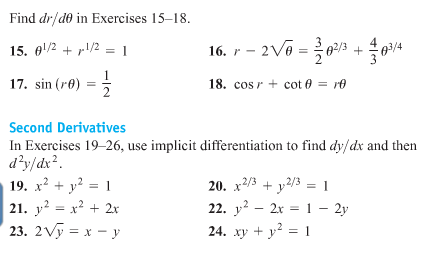 Find dr/dθ in Exercises 15–18.
15. θ^{1/2} + r^{1/2} = 1
16. r − 2√θ = \frac{3}{2} θ^{2/3} + \frac{4}{3} θ^{3/4}
17. sin (rθ) = \frac{1}{2}
18. cos r + cot θ = rθ
Second Derivatives
In Exercises 19–26, use implicit differentiation to find dy/dx and then
d²y/dx².
19. x² + y² = 1
20. x^{2/3} + y^{2/3} = 1
21. y² = x² + 2x
22. y² − 2x = 1 − 2y
23. 2√y = x − y
24. xy + y² = 1